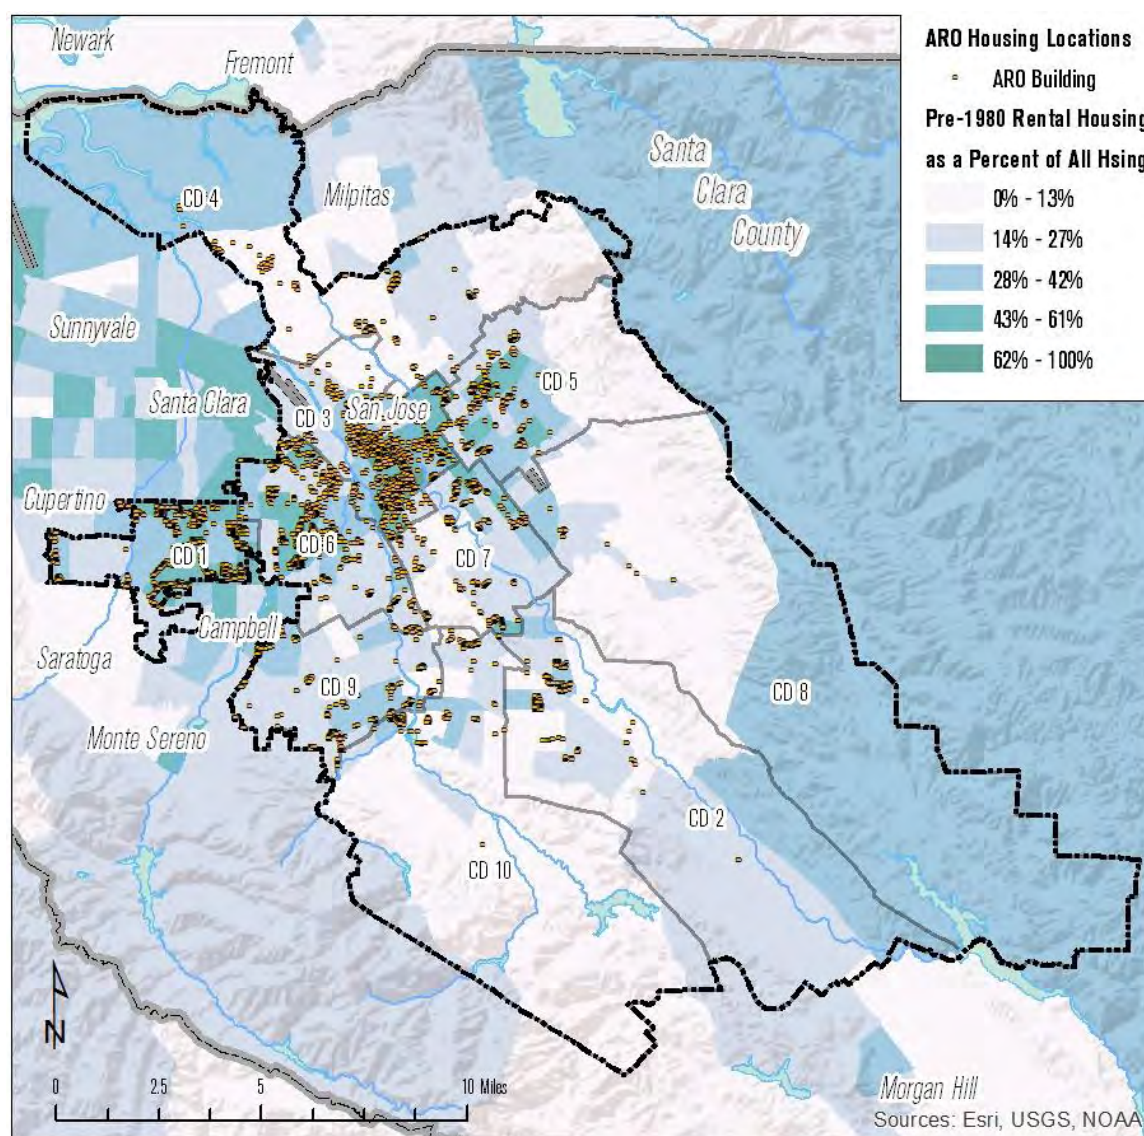 Newark
Fremont
CD 4
Milpitas
Santa
Clara
County
Sunnyvale
Santa Clara
CD 3
San Jose
CD 5
Cupertino
CD 1
CD 6
CD 7
Campbell
Saratoga
CD 9
CD 8
Monte Sereno
CD 2
CD 10
Morgan Hill
ARO Housing Locations
ARO Building
Pre-1980 Rental Housing
as a Percent of All Hsing
0% - 13%
14% - 27%
28% - 42%
43% - 61%
62% - 100%
N
0 2.5 5 10 Miles
Sources: Esri, USGS, NOAA